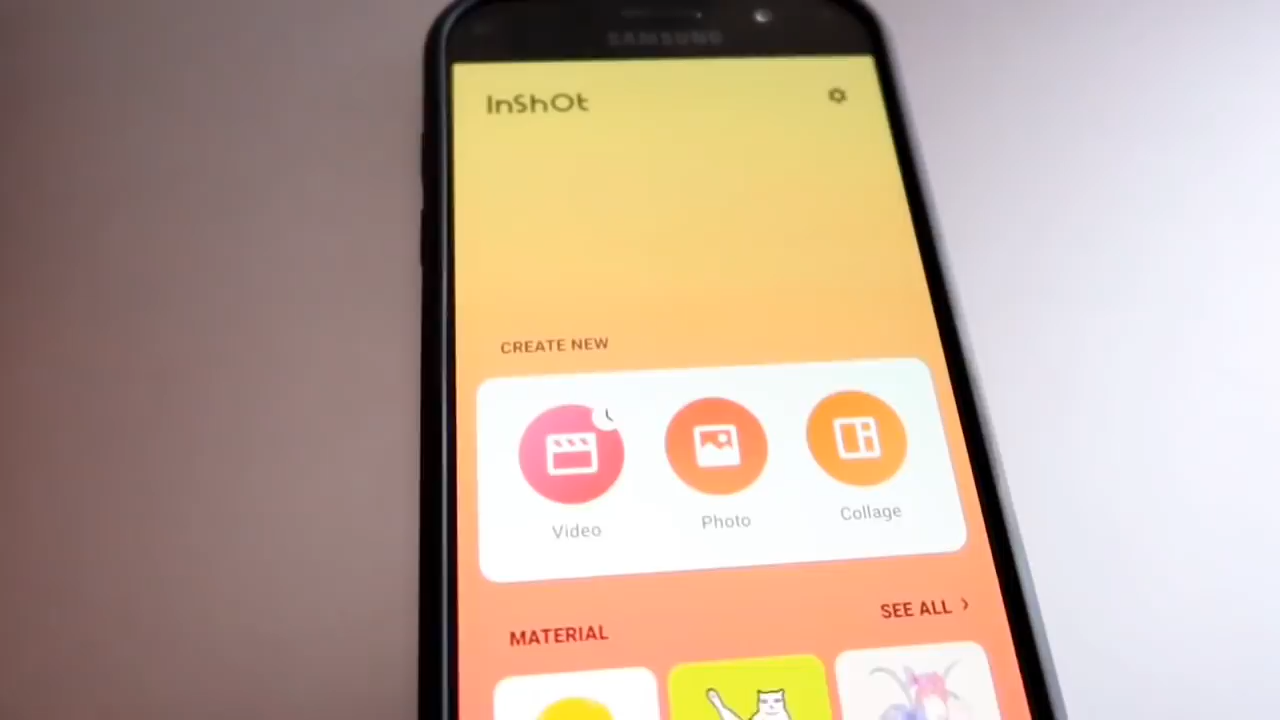 SAMSUNG
InShOt
CREATE NEW
Video Photo Collage
MATERIAL SEE ALL >